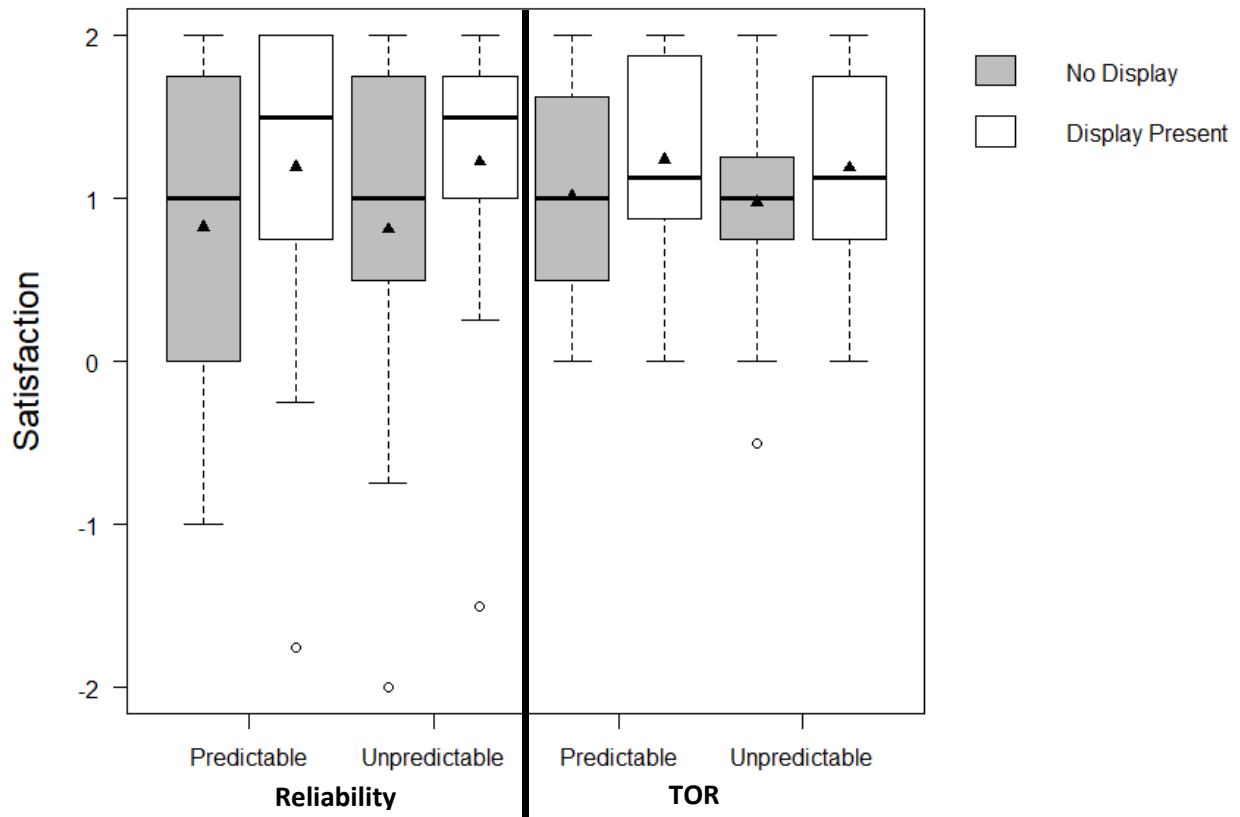 2
1
0
-1
-2
Satisfaction
No Display
Display Present
Predictable Unpredictable Predictable Unpredictable
Reliability TOR